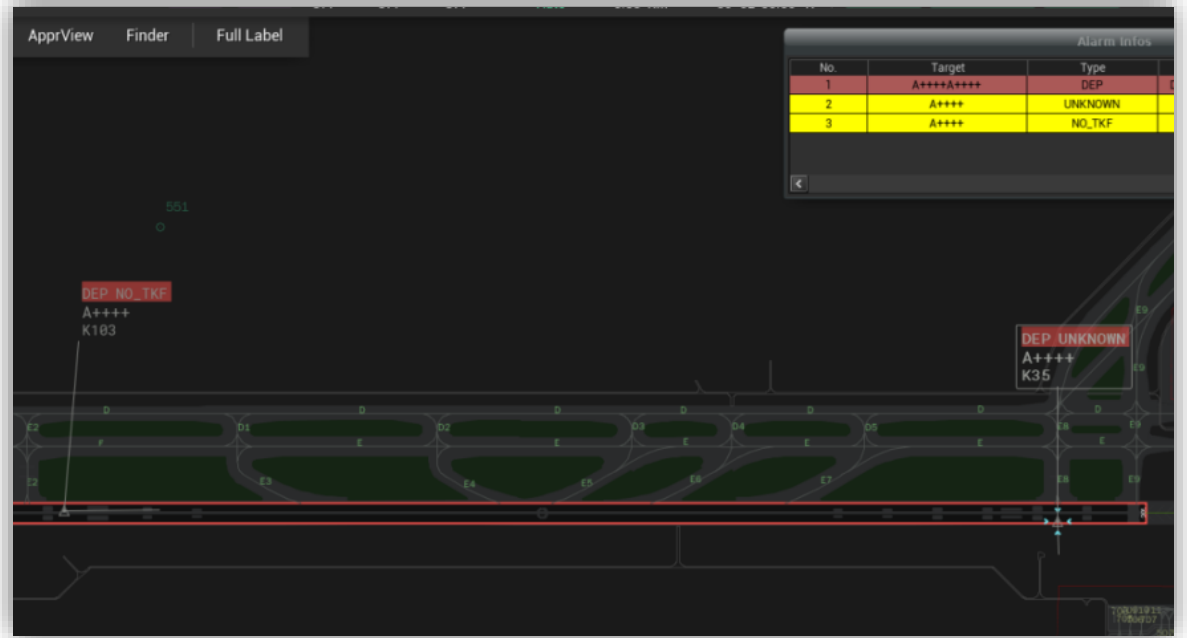 ApprView Finder Full Label
Alarm Infos
No. Target Type
1 A++++A++++ DEP
2 A++++ UNKNOWN
3 A++++ NO_TKF
551
DEP NO_TKF
A++++
K103
DEP UNKNOWN
A++++
K35
E9
E9
D D D D D D D
E2 D1 D2 D3 D4 D5 E8 E9
F E E E E E E
E2 E3 E4 E5 E6 E7 E8 E9